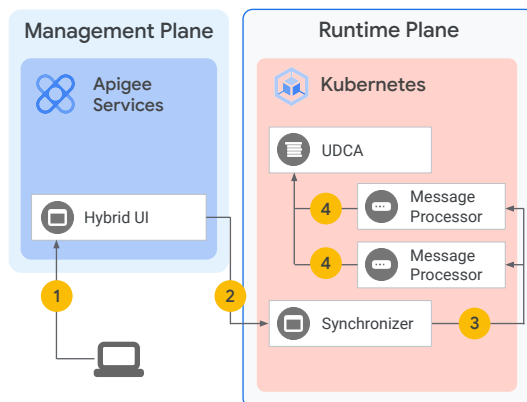 Management Plane
Apigee
Services
Hybrid UI
1
2
Runtime Plane
Kubernetes
UDCA
4
Message
Processor
4
Message
Processor
Synchronizer
3